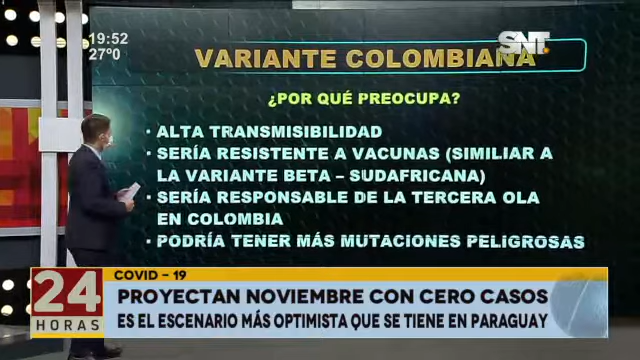 19:52
27°0
SNT
VARIANTE COLOMBIANA
¿POR QUÉ PREOCUPA?
· ALTA TRANSMISIBILIDAD
· SERÍA RESISTENTE A VACUNAS (SIMILIAR A
LA VARIANTE BETA – SUDAFRICANA)
· SERÍA RESPONSABLE DE LA TERCERA OLA
EN COLOMBIA
· PODRÍA TENER MÁS MUTACIONES PELIGROSAS
24
HORAS
COVID – 19
PROYECTAN NOVIEMBRE CON CERO CASOS
ES EL ESCENARIO MÁS OPTIMISTA QUE SE TIENE EN PARAGUAY